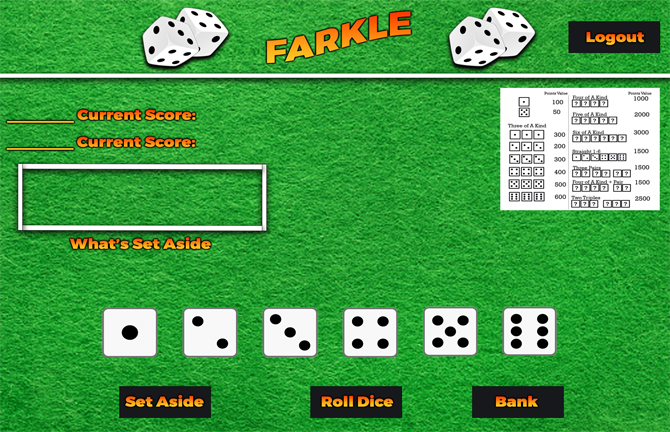 FARKLE
Logout
Current Score:
Current Score:
What's Set Aside
Points Value
100
50
Three of A Kind
300
200
300
400
500
600
Points Value
Four of A Kind 1000
? ? ? ?
Five of A Kind 2000
? ? ? ? ?
Six of A Kind 3000
? ? ? ? ? ?
Straight 1-6 1500
Three Pairs 1500
? ? ? ? ? ?
Four of A Kind + Pair 1500
? ? ? ? ? ?
Two Triples 2500
? ? ? ? ? ?
Set Aside
Roll Dice
Bank